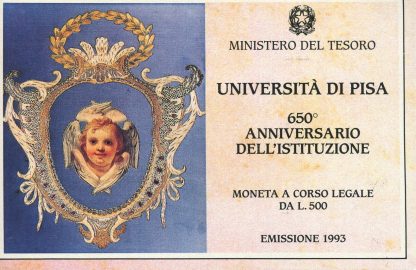 MINISTERO DEL TESORO
UNIVERSITÀ DI PISA
650°
ANNIVERSARIO
DELL'ISTITUZIONE
MONETA A CORSO LEGALE
DA L. 500
EMISSIONE 1993